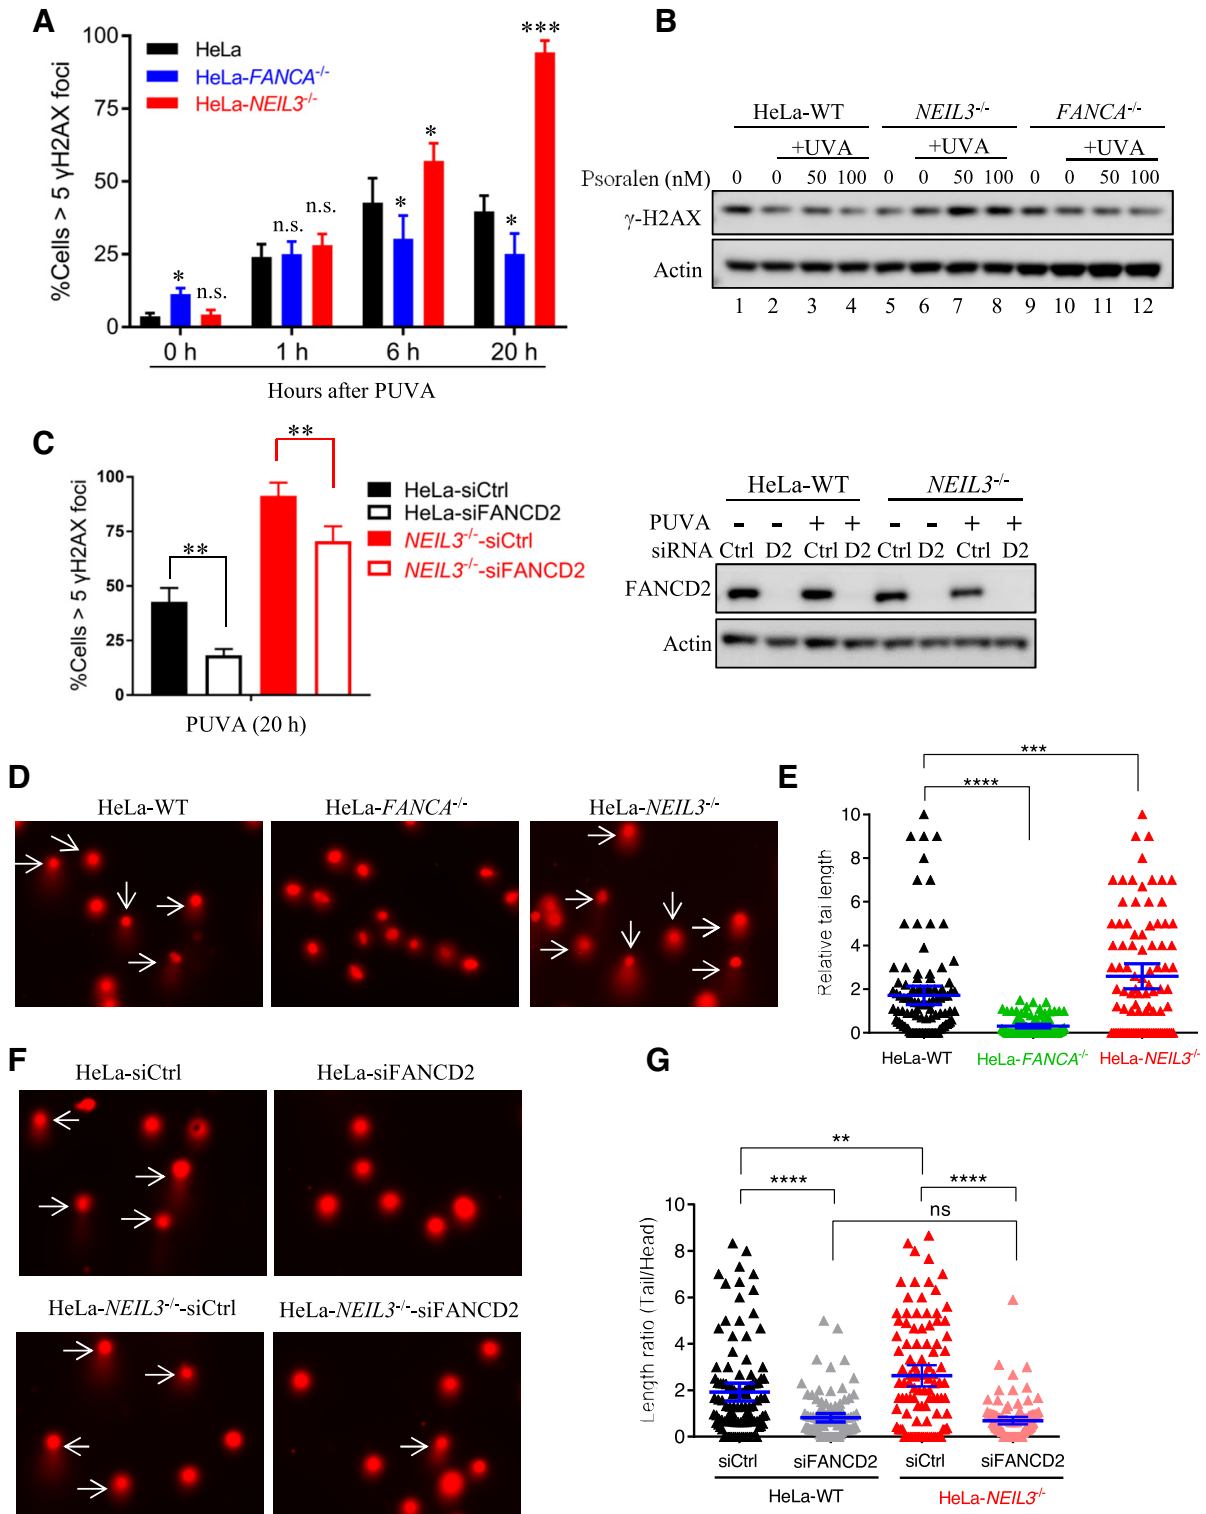 A
***
100
HeLa
HeLa-FANCA-/-
HeLa-NEIL3-/-
75
50
25
0
%Cells > 5 γH2AX foci
*
n.s.
n.s.
n.s.
*
*
*
0 h
1 h
6 h
20 h
Hours after PUVA
B
HeLa-WT
NEIL3-/-
FANCA-/-
+UVA
+UVA
+UVA
Psoralen (nM) 0 0 50 100 0 0 50 100 0 0 50 100
γ-H2AX
Actin
1 2 3 4 5 6 7 8 9 10 11 12
C
**
**
100
75
50
25
0
%Cells > 5 γH2AX foci
HeLa-siCtrl
HeLa-siFANCD2
NEIL3-/--siCtrl
NEIL3-/--siFANCD2
PUVA (20 h)
HeLa-WT
NEIL3-/-
PUVA - - + + - - + +
siRNA Ctrl D2 Ctrl D2 Ctrl D2 Ctrl D2
FANCD2
Actin
D
HeLa-WT
HeLa-FANCA-/-
HeLa-NEIL3-/-
E
***
****
10
8
6
4
2
0
Relative tai length
HeLa-WT
HeLa-FANCA-/-
HeLa-NEIL3-/-
F
HeLa-siCtrl
HeLa-siFANCD2
HeLa-NEIL3-/--siCtrl
HeLa-NEIL3-/--siFANCD2
G
**
****
****
ns
10
8
6
4
2
0
Length ratio (Tail/Head)
siCtrl
siFANCD2
siCtrl
siFANCD2
HeLa-WT
HeLa-NEIL3-/-